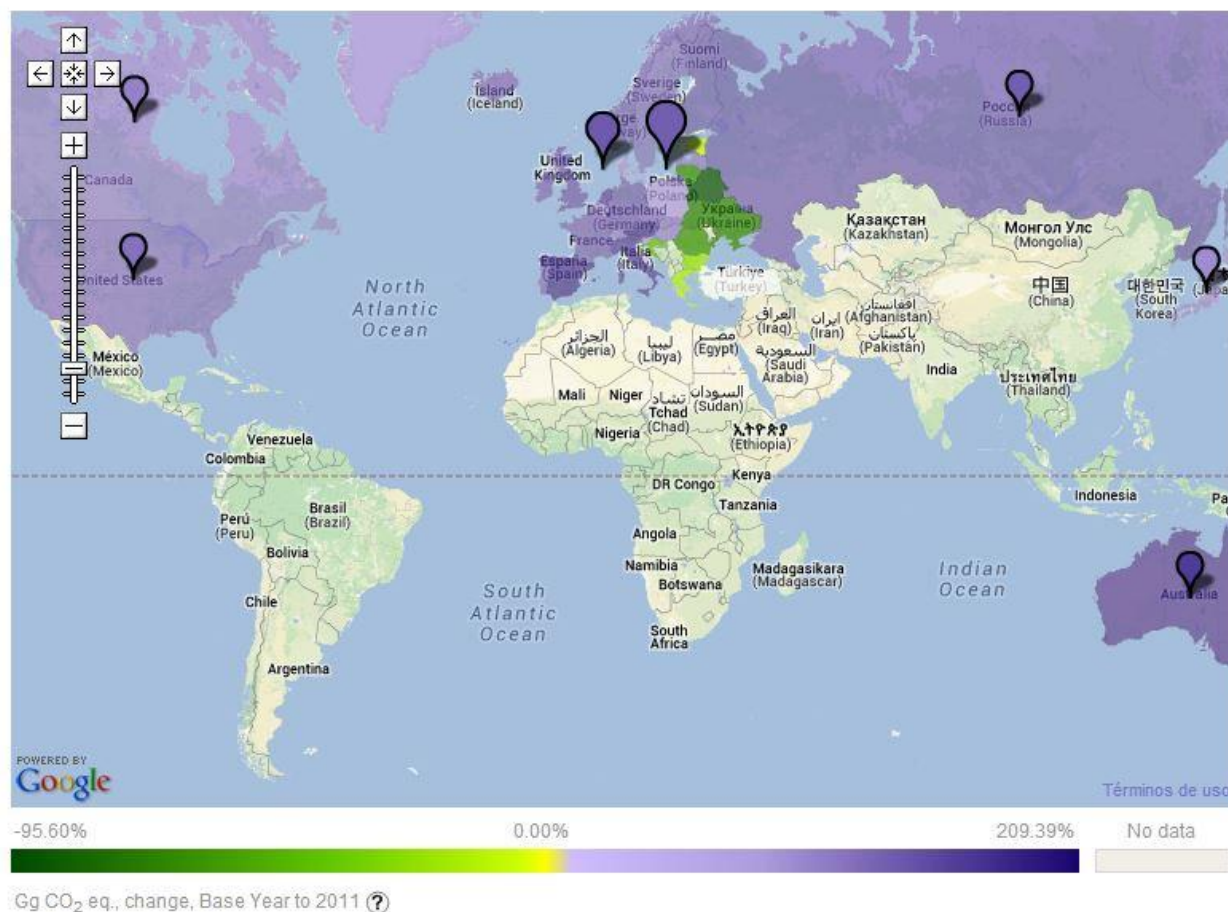 Suomi
(Finland)
Ísland
(Iceland)
Sverige
(Sweden)
Россия
(Russia)
United
Kingdom
Canada
Polska
(Poland)
Україна
(Ukraine)
Deutschland
(Germany)
France
Қазақстан
(Kazakhstan)
Монгол Улс
(Mongolia)
United States
España
(Spain)
Italia
(Italy)
Türkiye
(Turkey)
中国
(China)
대한민국
(South
Korea)
North
Atlantic
Ocean
افغانستان
(Afghanistan)
العراق
(Iraq)
ایران
(Iran)
پاکستان
(Pakistan)
الجزائر
(Algeria)
ليبيا
(Libya)
مصر
(Egypt)
السعودية
(Saudi
Arabia)
México
(Mexico)
India
ประเทศไทย
(Thailand)
Mali
Niger
تشاد
Tchad
(Chad)
السودان
(Sudan)
Nigeria
ኢትዮጵያ
(Ethiopia)
Venezuela
Colombia
DR Congo
Kenya
Tanzania
Indonesia
Perú
(Peru)
Brasil
(Brazil)
Bolivia
Angola
Namibia
Botswana
Madagasikara
(Madagascar)
Indian
Ocean
Australia
Chile
South
Atlantic
Ocean
South
Africa
Argentina
POWERED BY
Google
Términos de uso
-95.60%
0.00%
209.39%
No data
Gg CO₂ eq., change, Base Year to 2011 ?